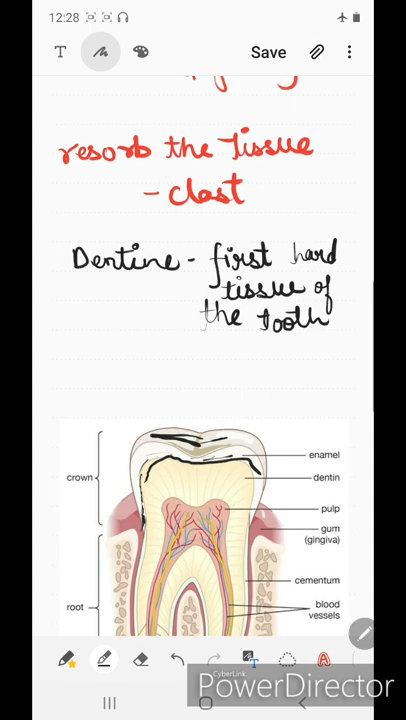 12:28
T
Save
resorb the tissue
- clast
Dentine - first hard
tissue of
the tooth
enamel
crown
dentin
pulp
gum
(gingiva)
cementum
root
blood
vessels
T
A
CyberLink
PowerDirector